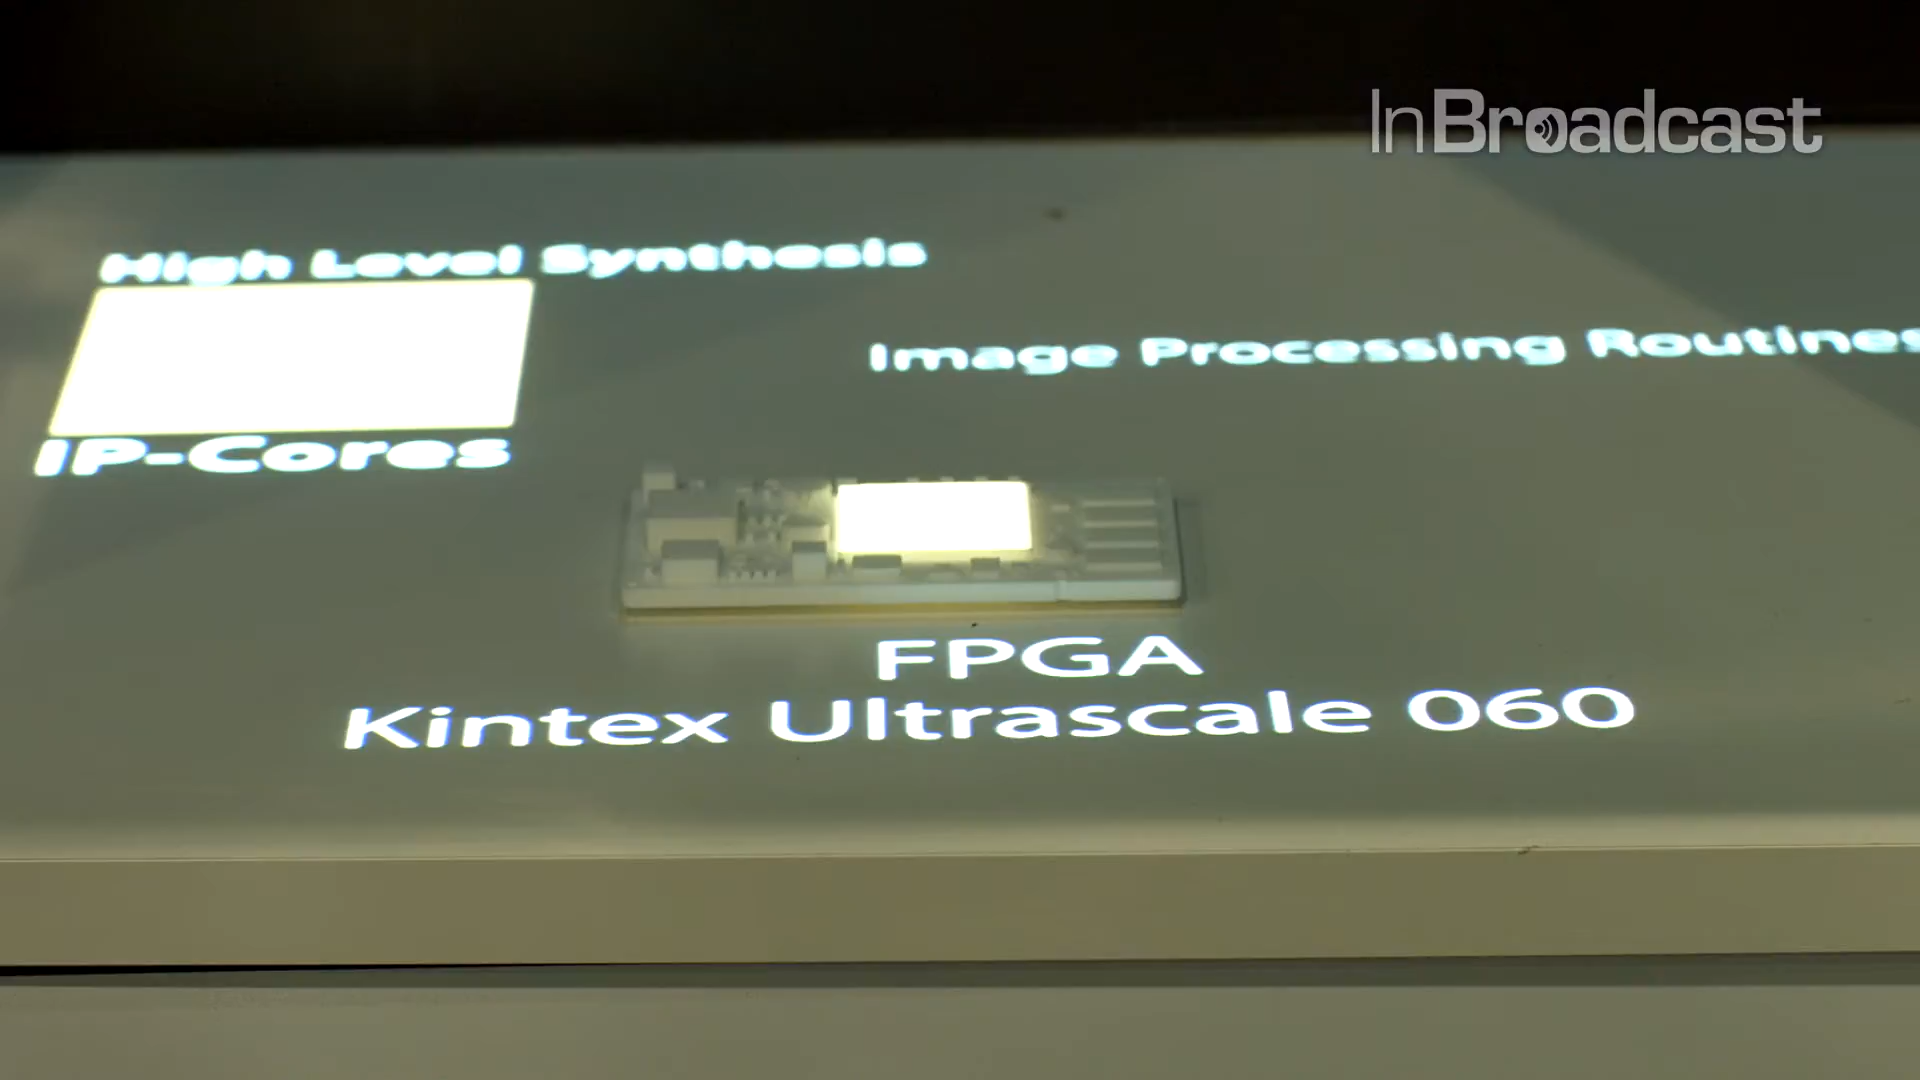 InBroadcast
High Level Synthesis
Image Processing Routines
IP-Cores
FPGA
Kintex Ultrascale 060